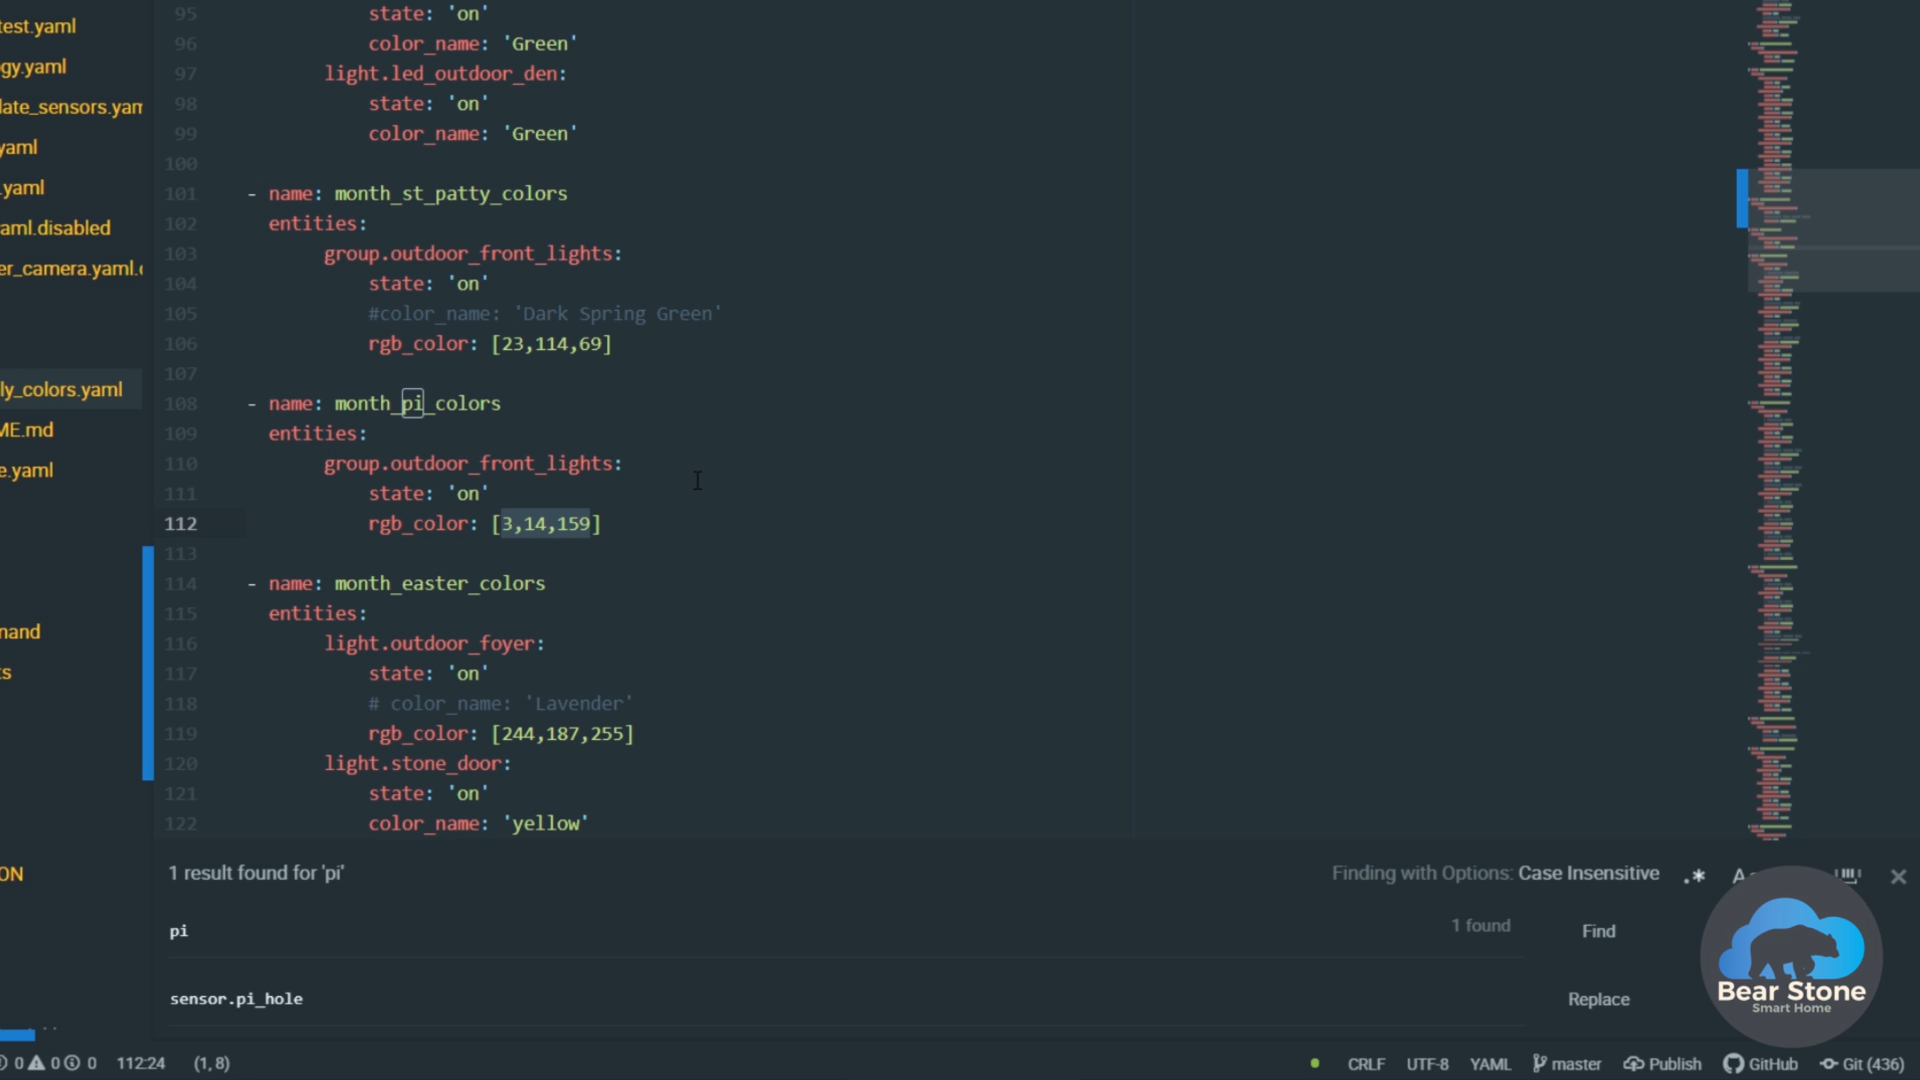 test.yaml
gy.yaml
late_sensors.yam
yaml
.yaml
aml.disabled
er_camera.yaml.
ly_colors.yaml
ME.md
e.yaml
nand
ts
ON
95 state: 'on'
96 color_name: 'Green'
97 light.led_outdoor_den:
98 state: 'on'
99 color_name: 'Green'
100
101 - name: month_st_patty_colors
102 entities:
103 group.outdoor_front_lights:
104 state: 'on'
105 #color_name: 'Dark Spring Green'
106 rgb_color: [23,114,69]
107
108 - name: month_pi_colors
109 entities:
110 group.outdoor_front_lights:
111 state: 'on'
112 rgb_color: [3,14,159]
113
114 - name: month_easter_colors
115 entities:
116 light.outdoor_foyer:
117 state: 'on'
118 # color_name: 'Lavender'
119 rgb_color: [244,187,255]
120 light.stone_door:
121 state: 'on'
122 color_name: 'yellow'
1 result found for 'pi'
Finding with Options: Case Insensitive .*
pi
1 found
Find
sensor.pi_hole
Replace
Bear Stone
Smart Home
0 0 0 112:24 (1,8)
CRLF UTF-8 YAML master Publish GitHub Git (436)